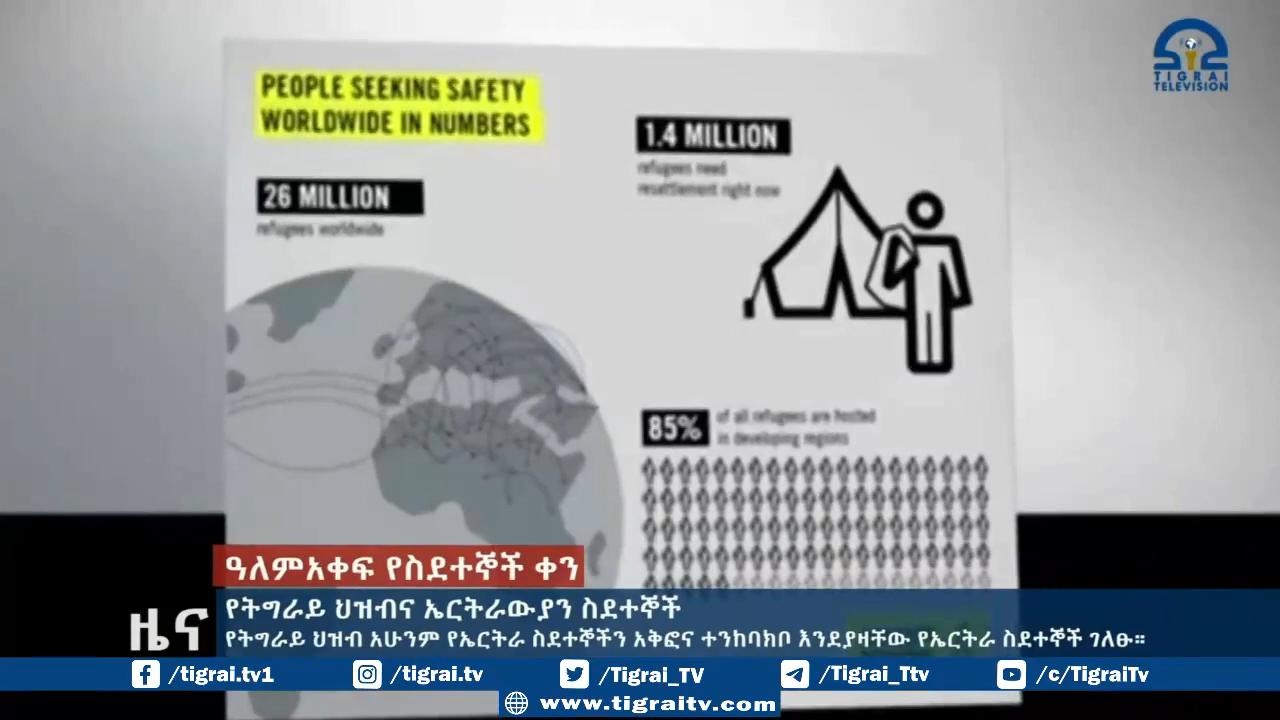 TIGRAI
TELEVISION
PEOPLE SEEKING SAFETY
WORLDWIDE IN NUMBERS
26 MILLION
refugees worldwide
1.4 MILLION
refugees need
resettlement right now
85%
of all refugees are hosted
in developing regions
ዓለምአቀፍ የስደተኞች ቀን
ዜና
የትግራይ ህዝብና ኤርትራውያን ስደተኞች
የትግራይ ህዝብ አሁንም የኤርትራ ስደተኞችን አቅፎና ተንከባክቦ እንደያዛቸው የኤርትራ ስደተኞች ገለፁ።
/tigrai.tv1
/tigrai.tv
/Tigrai_TV
/Tigrai_Ttv
/c/TigraiTv
www.tigraitv.com